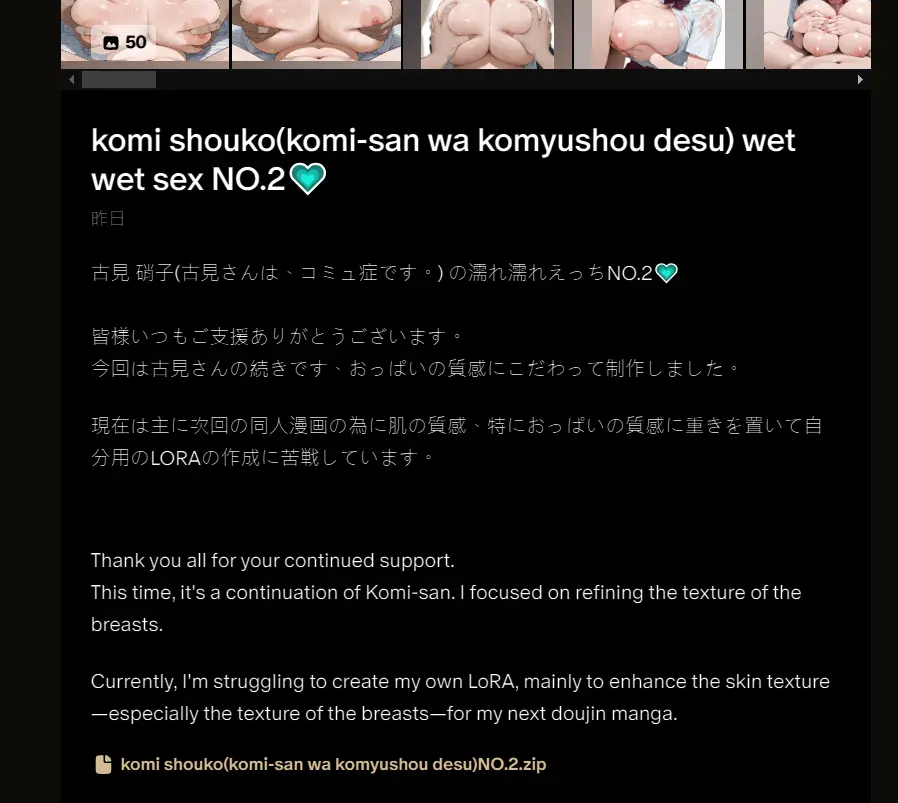 50
komi shouko(komi-san wa komyushou desu) wet
wet sex NO.2🩵
昨日
古見 硝子(古見さんは、コミュ症です。) の濡れ濡れえっちNO.2🩵
皆様いつもご支援ありがとうございます。
今回は古見さんの続きです、おっぱいの質感にこだわって制作しました。
現在は主に次回の同人漫画の為に肌の質感、特におっぱいの質感に重きを置いて自
分用のLORAの作成に苦戦しています。
Thank you all for your continued support.
This time, it's a continuation of Komi-san. I focused on refining the texture of the
breasts.
Currently, I'm struggling to create my own LoRA, mainly to enhance the skin texture
—especially the texture of the breasts—for my next doujin manga.
komi shouko(komi-san wa komyushou desu)NO.2.zip